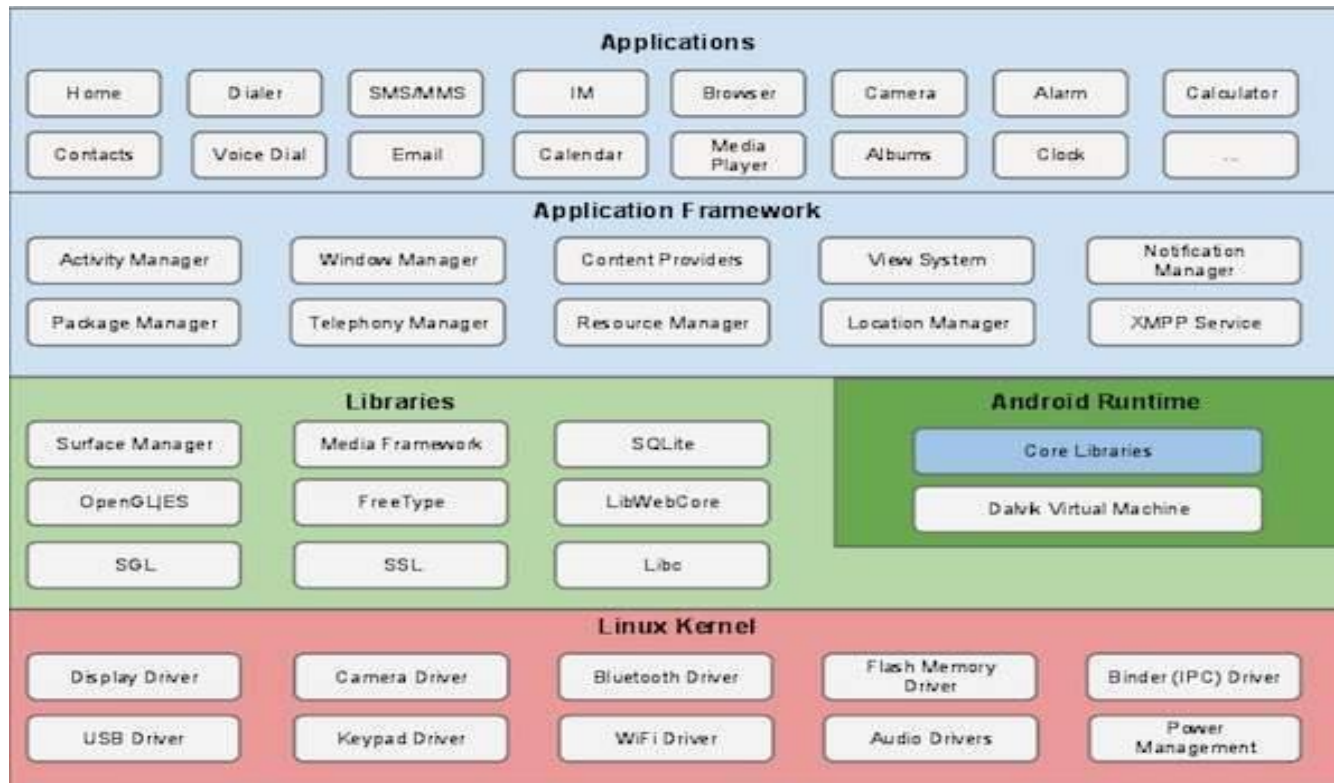 Applications
Home Dialer SMS/MMS IM Browser Camera Alarm Calculator
Contacts Voice Dial Email Calendar Media Player Albums Clock ...
Application Framework
Activity Manager Window Manager Content Providers View System Notification Manager
Package Manager Telephony Manager Resource Manager Location Manager XMPP Service
Libraries
Surface Manager Media Framework SQLite
OpenGL|ES FreeType LibWebCore
SGL SSL Libc
Android Runtime
Core Libraries
Dalvik Virtual Machine
Linux Kernel
Display Driver Camera Driver Bluetooth Driver Flash Memory Driver Binder (IPC) Driver
USB Driver Keypad Driver WiFi Driver Audio Drivers Power Management